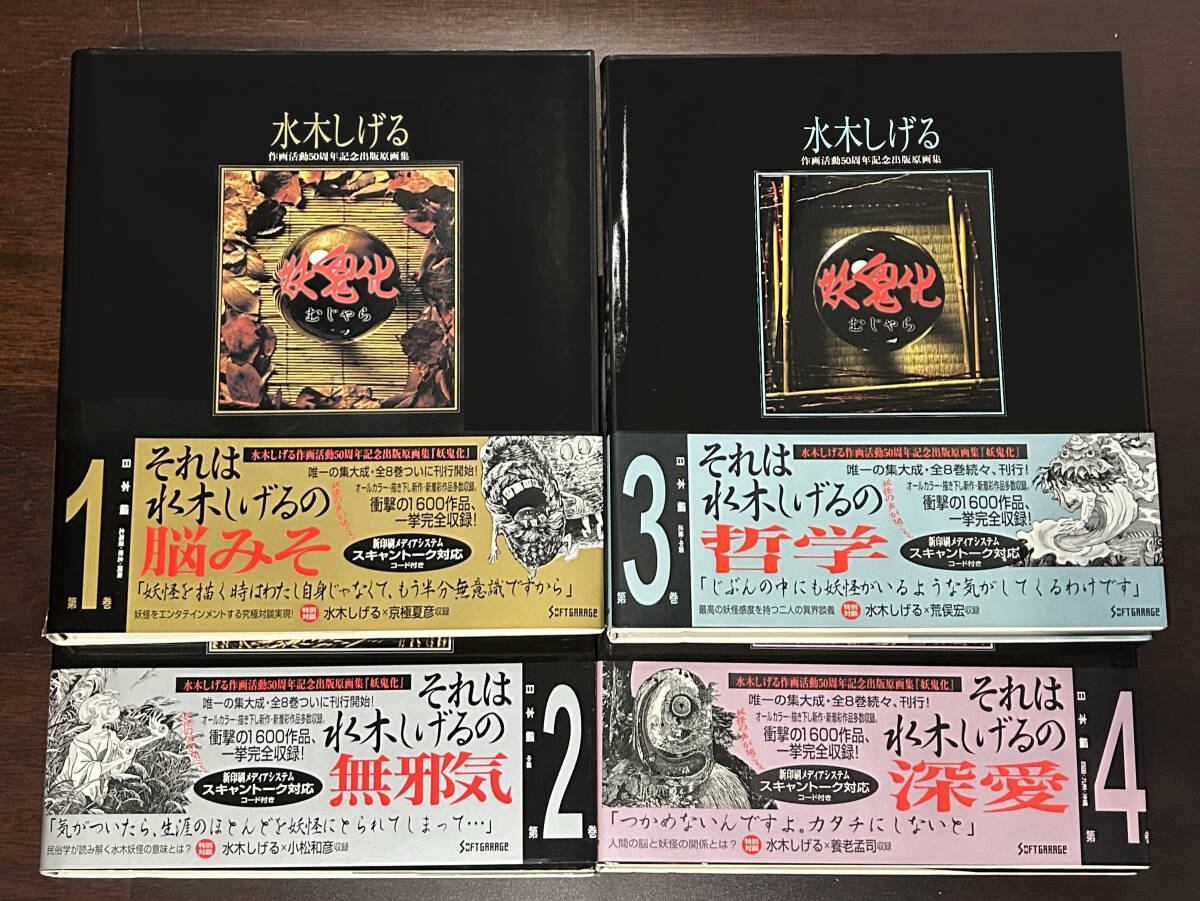 水木しげる
作画活動50周年記念出版原画集
妖鬼化
むじゃら
水木しげる作画活動50周年記念出版原画集「妖鬼化」
唯一の集大成・全8巻ついに刊行開始!
オールカラー・描き下し新作・新着彩作品多数収録。
衝撃の1600作品、
一挙完全収録!
それは
水木しげるの
脳みそ
新印刷メディアシステム
スキャントーク対応
コード付き
「妖怪を描く時はわたし自身じゃなくて、もう半分無意識ですから」
妖怪をエンタテインメントする究極対談実現! 特別対談 水木しげる×京極夏彦収録
SOFTGARAGE
日本編
第1巻
水木しげる
作画活動50周年記念出版原画集
妖鬼化
むじゃら
水木しげる作画活動50周年記念出版原画集「妖鬼化」
唯一の集大成・全8巻続々、刊行!
オールカラー・描き下し新作・新着彩作品多数収録。
衝撃の1600作品、
一挙完全収録!
それは
水木しげるの
哲学
新印刷メディアシステム
スキャントーク対応
コード付き
「じぶんの中にも妖怪がいるような気がしてくるわけです」
最高の妖怪感度を持つ二人の異界談義 特別対談 水木しげる×荒俣宏収録
SOFTGARAGE
日本編
近畿・中国
第3巻
水木しげる作画活動50周年記念出版原画集「妖鬼化」
唯一の集大成・全8巻ついに刊行開始!
オールカラー・描き下し新作・新着彩作品多数収録。
衝撃の1600作品、
一挙完全収録!
それは
水木しげるの
無邪気
新印刷メディアシステム
スキャントーク対応
コード付き
「気がついたら、生涯のほとんどを妖怪にとられてしまって…」
民俗学が読み解く水木妖怪の意味とは? 特別対談 水木しげる×小松和彦収録
SOFTGARAGE
日本編
中部
第2巻
水木しげる作画活動50周年記念出版原画集「妖鬼化」
唯一の集大成・全8巻続々、刊行!
オールカラー・描き下し新作・新着彩作品多数収録。
衝撃の1600作品、
一挙完全収録!
それは
水木しげるの
深愛
新印刷メディアシステム
スキャントーク対応
コード付き
「つかめないんですよ。カタチにしないと」
人間の脳と妖怪の関係とは? 特別対談 水木しげる×養老孟司収録
SOFTGARAGE
日本編
四国・九州・沖縄
第4巻